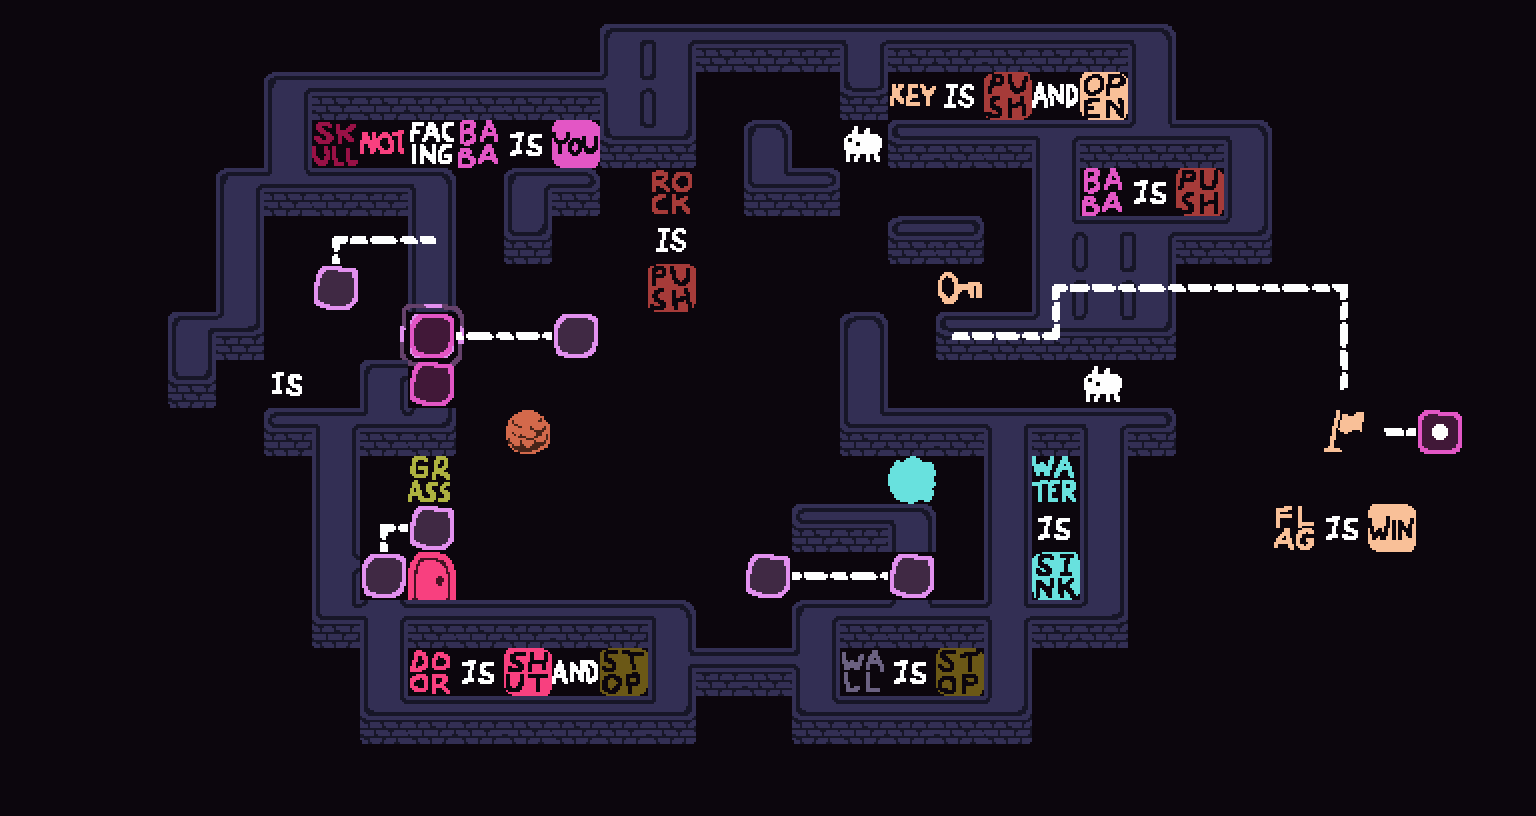 KEY IS PUSH AND OPEN
SKULL NOT FACING BABA IS YOU
BABA IS PUSH
ROCK
IS
PUSH
IS
GRASS
WATER
IS
SINK
FLAG IS WIN
DOOR IS SHUT AND STOP
WALL IS STOP